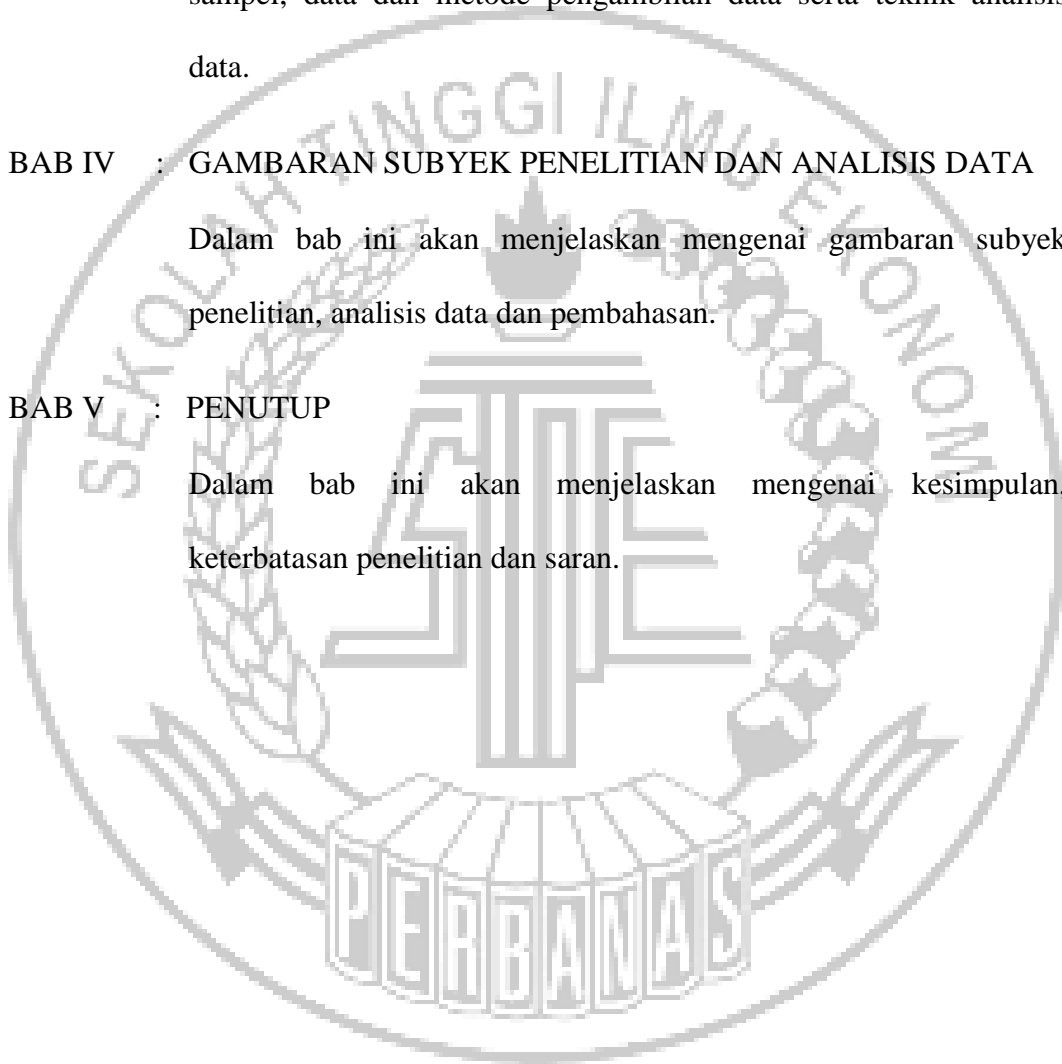 sampel, data dan metode pengambilan data serta teknik analisis
data.
BAB IV : GAMBARAN SUBYEK PENELITIAN DAN ANALISIS DATA
Dalam bab ini akan menjelaskan mengenai gambaran subyek
penelitian, analisis data dan pembahasan.
BAB V : PENUTUP
Dalam bab ini akan menjelaskan mengenai kesimpulan,
keterbatasan penelitian dan saran.
SEKOLAH TINGGI ILMU EKONOMI
STIE
PERBANAS